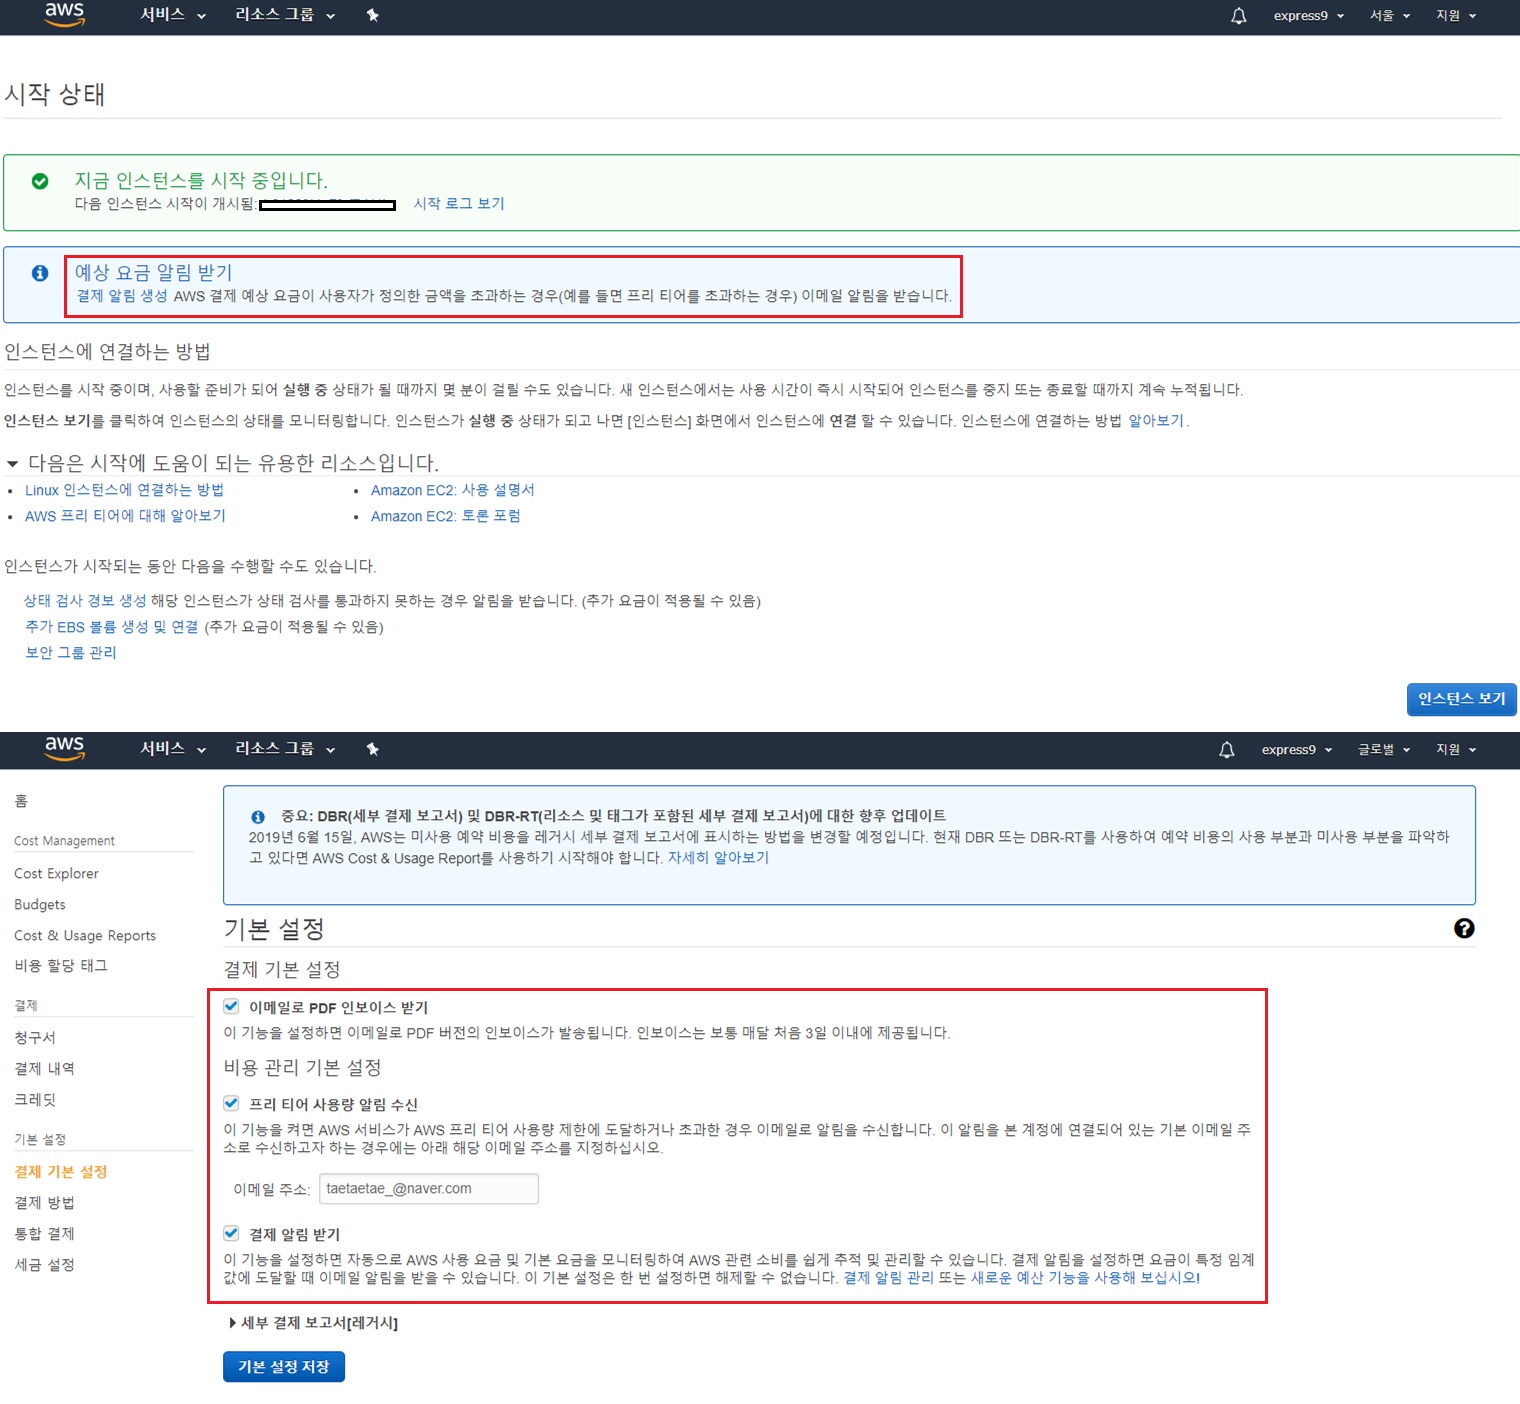 aws 서비스 리소스 그룹 express9 서울 지원
시작 상태
지금 인스턴스를 시작 중입니다.
다음 인스턴스 시작이 개시됨: 시작 로그 보기
예상 요금 알림 받기
결제 알림 생성 AWS 결제 예상 요금이 사용자가 정의한 금액을 초과하는 경우(예를 들면 프리 티어를 초과하는 경우) 이메일 알림을 받습니다.
인스턴스에 연결하는 방법
인스턴스를 시작 중이며, 사용할 준비가 되어 실행 중 상태가 될 때까지 몇 분이 걸릴 수도 있습니다. 새 인스턴스에서는 사용 시간이 즉시 시작되어 인스턴스를 중지 또는 종료할 때까지 계속 누적됩니다.
인스턴스 보기를 클릭하여 인스턴스의 상태를 모니터링합니다. 인스턴스가 실행 중 상태가 되고 나면 [인스턴스] 화면에서 인스턴스에 연결 할 수 있습니다. 인스턴스에 연결하는 방법 알아보기.
다음은 시작에 도움이 되는 유용한 리소스입니다.
• Linux 인스턴스에 연결하는 방법 • Amazon EC2: 사용 설명서
• AWS 프리 티어에 대해 알아보기 • Amazon EC2: 토론 포럼
인스턴스가 시작되는 동안 다음을 수행할 수도 있습니다.
상태 검사 경보 생성 해당 인스턴스가 상태 검사를 통과하지 못하는 경우 알림을 받습니다. (추가 요금이 적용될 수 있음)
추가 EBS 볼륨 생성 및 연결 (추가 요금이 적용될 수 있음)
보안 그룹 관리
인스턴스 보기
aws 서비스 리소스 그룹 express9 글로벌 지원
홈
Cost Management
Cost Explorer
Budgets
Cost & Usage Reports
비용 할당 태그
결제
청구서
결제 내역
크레딧
기본 설정
결제 기본 설정
결제 방법
통합 결제
세금 설정
중요: DBR(세부 결제 보고서) 및 DBR-RT(리소스 및 태그가 포함된 세부 결제 보고서)에 대한 향후 업데이트
2019년 6월 15일, AWS는 미사용 예약 비용을 레거시 세부 결제 보고서에 표시하는 방법을 변경할 예정입니다. 현재 DBR 또는 DBR-RT를 사용하여 예약 비용의 사용 부분과 미사용 부분을 파악하
고 있다면 AWS Cost & Usage Report를 사용하기 시작해야 합니다. 자세히 알아보기
기본 설정
결제 기본 설정
이메일로 PDF 인보이스 받기
이 기능을 설정하면 이메일로 PDF 버전의 인보이스가 발송됩니다. 인보이스는 보통 매달 처음 3일 이내에 제공됩니다.
비용 관리 기본 설정
프리 티어 사용량 알림 수신
이 기능을 켜면 AWS 서비스가 AWS 프리 티어 사용량 제한에 도달하거나 초과한 경우 이메일로 알림을 수신합니다. 이 알림을 본 계정에 연결되어 있는 기본 이메일 주
소로 수신하고자 하는 경우에는 아래 해당 이메일 주소를 지정하십시오.
이메일 주소: taetaetae_@naver.com
결제 알림 받기
이 기능을 설정하면 자동으로 AWS 사용 요금 및 기본 요금을 모니터링하여 AWS 관련 소비를 쉽게 추적 및 관리할 수 있습니다. 결제 알림을 설정하면 요금이 특정 임계
값에 도달할 때 이메일 알림을 받을 수 있습니다. 이 기본 설정은 한 번 설정하면 해제할 수 없습니다. 결제 알림 관리 또는 새로운 예산 기능을 사용해 보십시오!
세부 결제 보고서[레거시]
기본 설정 저장